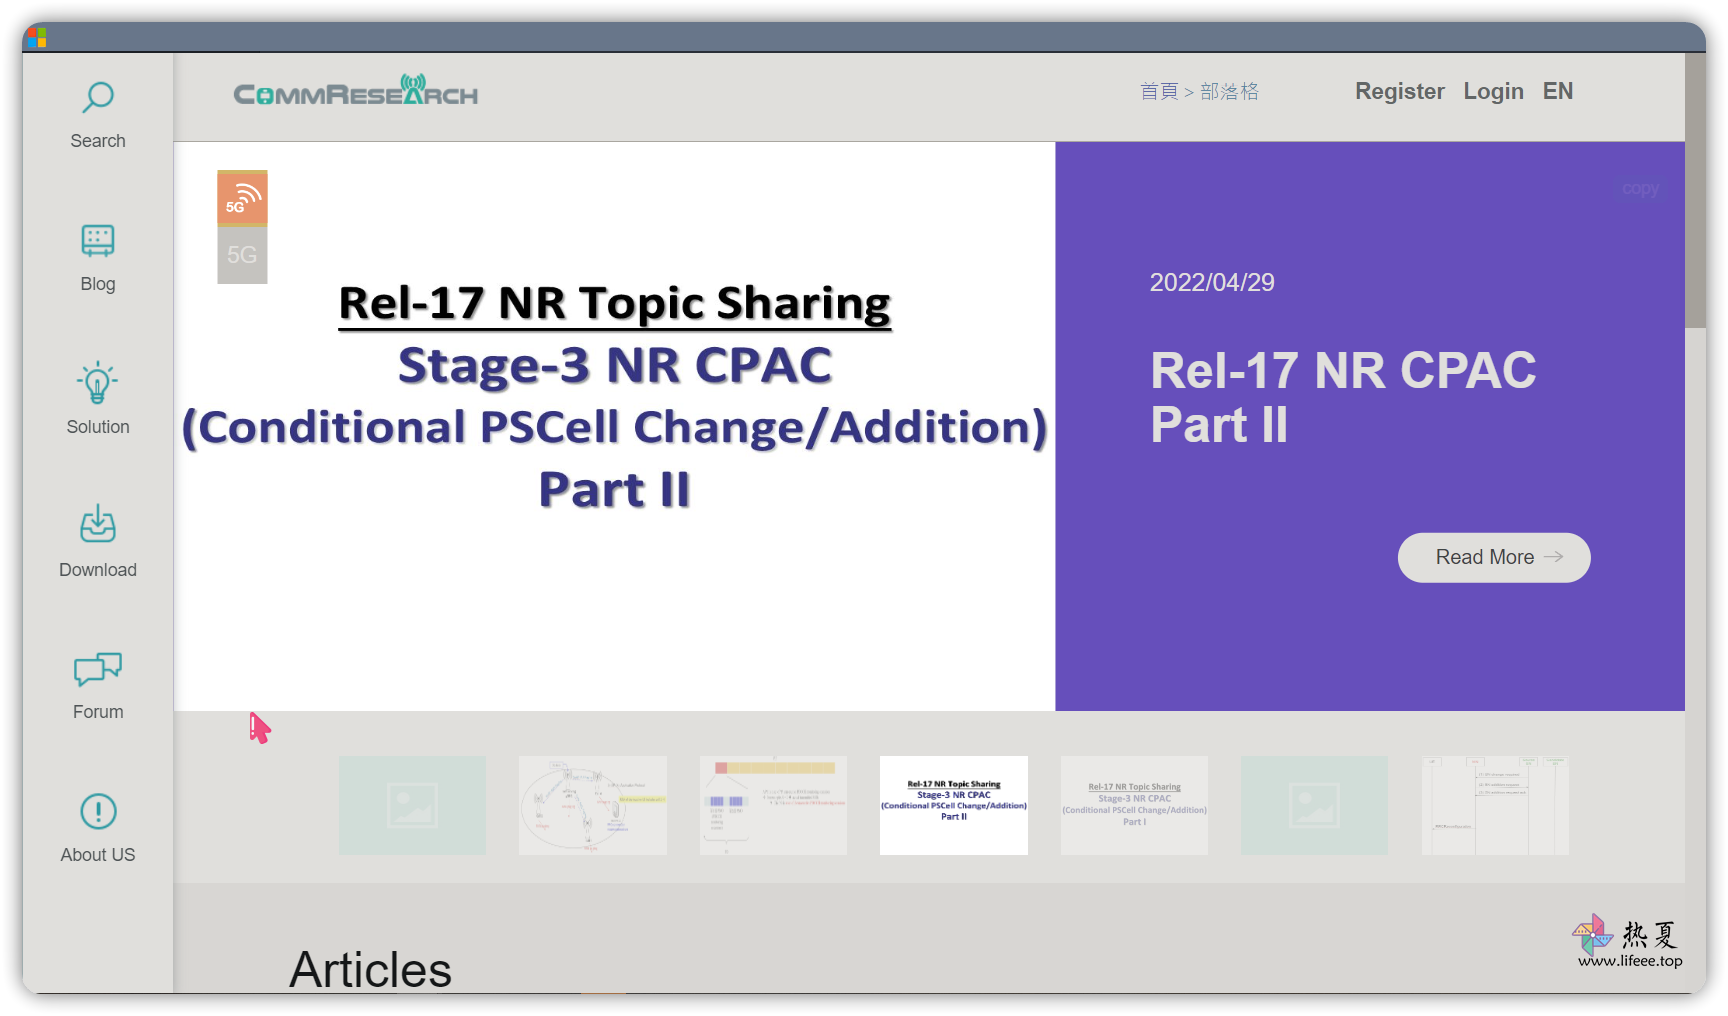 Search
Blog
Solution
Download
Forum
About US
COMMRESEARCH
首頁 > 部落格
Register Login EN
5G
5G
Rel-17 NR Topic Sharing
Stage-3 NR CPAC
(Conditional PSCell Change/Addition)
Part II
copy
2022/04/29
Rel-17 NR CPAC
Part II
Read More
Rel-17 NR Topic Sharing
Stage-3 NR CPAC
(Conditional PSCell Change/Addition)
Part II
Rel-17 NR Topic Sharing
Stage-3 NR CPAC
(Conditional PSCell Change/Addition)
Part I
Articles
热夏
www.lifeee.top